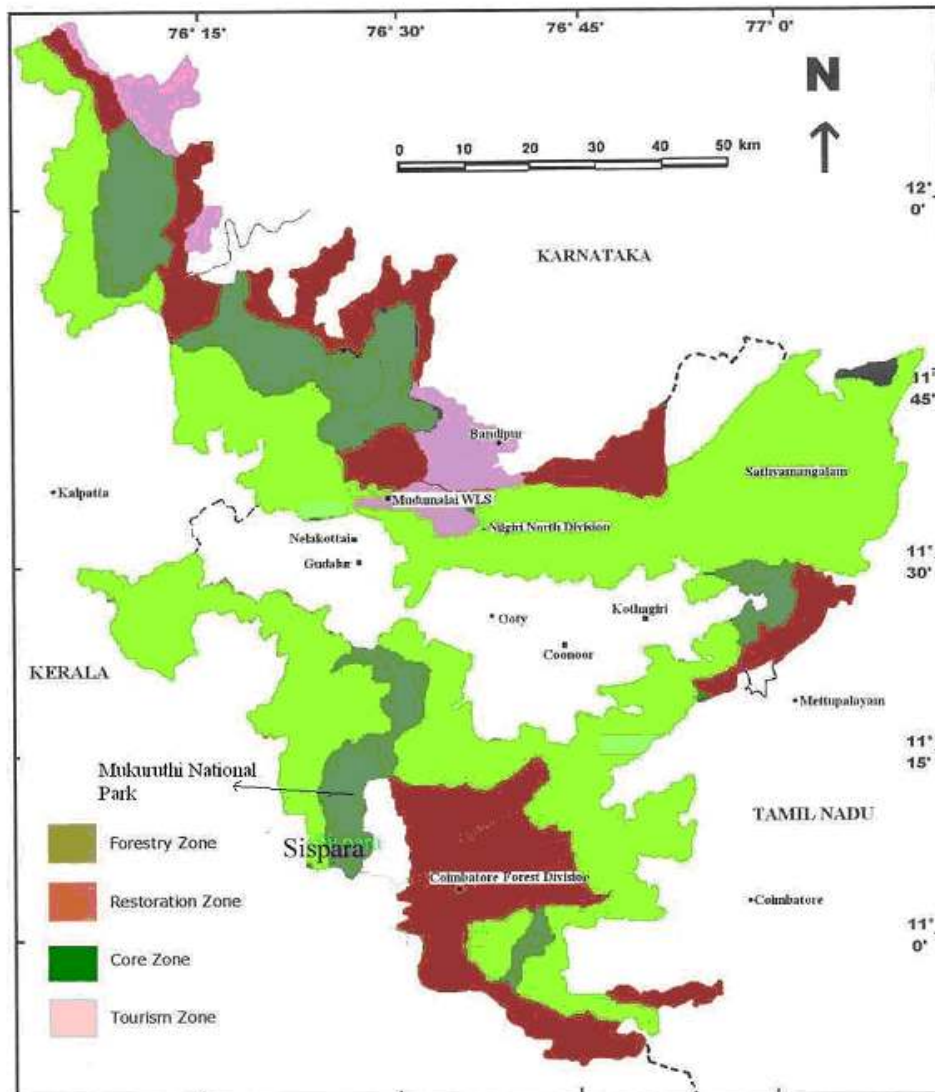 76° 15'
76° 30'
76° 45'
77° 0'
N
0 10 20 30 40 50 km
12°
0'
KARNATAKA
45'
Bandipur
Sathyamangalam
Kalpatta
Mudumalai WLS
Nilgiri North Division
Nelakottai
Gudalur
11°
30'
Ooty
Kothagiri
Coonoor
KERALA
Mettupalayam
11°
15'
Mukuruthi National
Park
TAMIL NADU
Forestry Zone
Sispara
Coimbatore Forest Division
Restoration Zone
Coimbatore
11°
0'
Core Zone
Tourism Zone